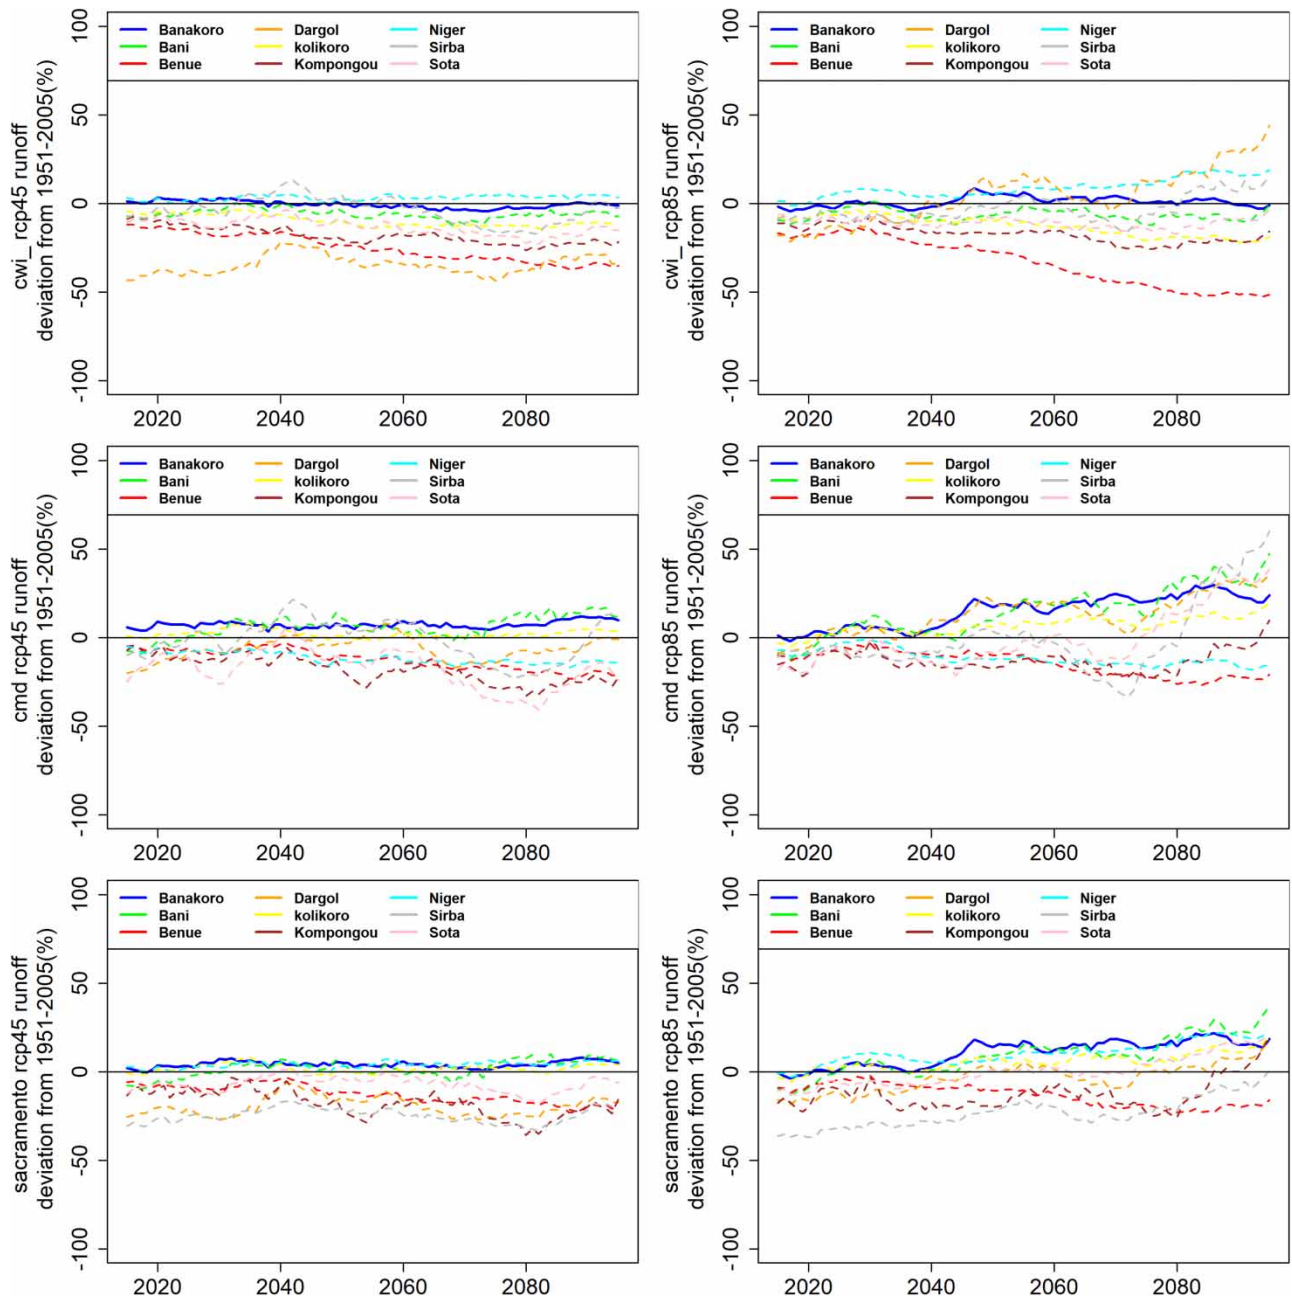 cwi_rcp45 runoff
deviation from 1951-2005(%)
100
50
0
-50
-100
Banakoro Dargol Niger
Bani kolikoro Sirba
Benue Kompongou Sota
2020 2040 2060 2080
cwi_ rcp85 runoff
deviation from 1951-2005(%)
100
50
0
-50
-100
Banakoro Dargol Niger
Bani kolikoro Sirba
Benue Kompongou Sota
2020 2040 2060 2080
cmd rcp45 runoff
deviation from 1951-2005(%)
100
50
0
-50
-100
Banakoro Dargol Niger
Bani kolikoro Sirba
Benue Kompongou Sota
2020 2040 2060 2080
cmd rcp85 runoff
deviation from 1951-2005(%)
100
50
0
-50
-100
Banakoro Dargol Niger
Bani kolikoro Sirba
Benue Kompongou Sota
2020 2040 2060 2080
sacramento rcp45 runoff
deviation from 1951-2005(%)
100
50
0
-50
-100
Banakoro Dargol Niger
Bani kolikoro Sirba
Benue Kompongou Sota
2020 2040 2060 2080
sacramento rcp85 runoff
deviation from 1951-2005(%)
100
50
0
-50
-100
Banakoro Dargol Niger
Bani kolikoro Sirba
Benue Kompongou Sota
2020 2040 2060 2080